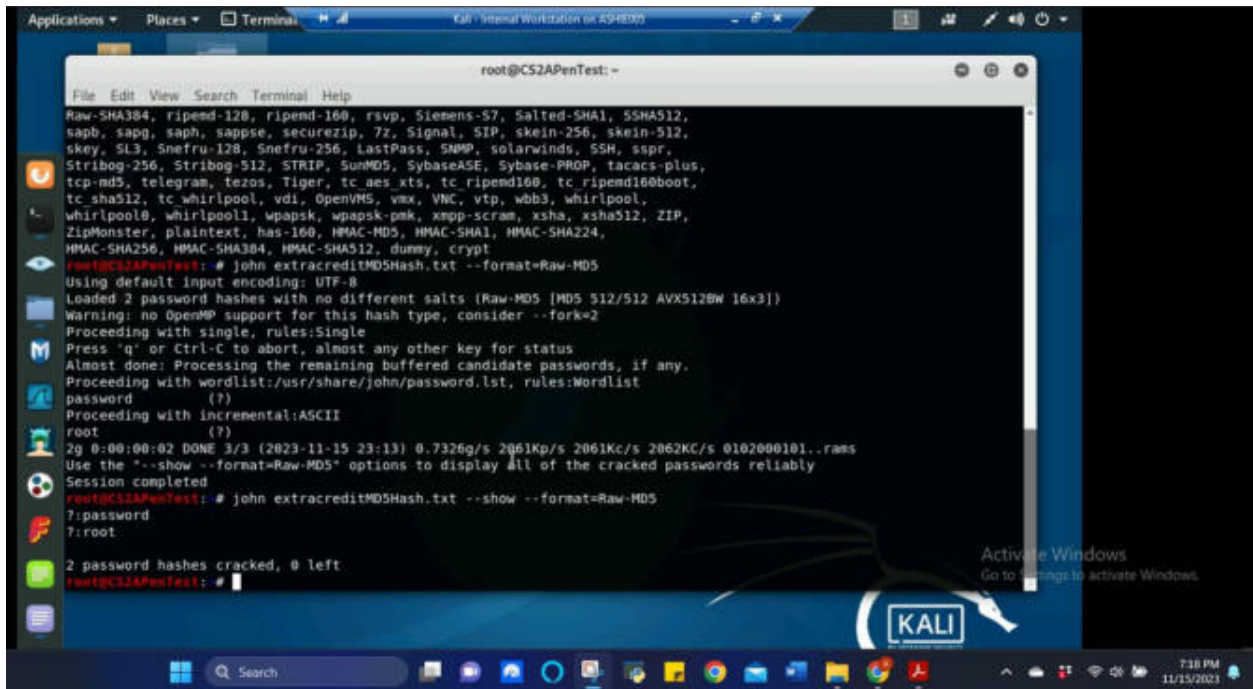 Applications Places Terminal Kali - Internal Workstation on ASHIE005 1
root@CS2APenTest: ~
File Edit View Search Terminal Help
Raw-SHA384, ripemd-128, ripemd-160, rsvp, Siemens-S7, Salted-SHA1, SSHA512,
sapb, sapg, saph, sappse, securezip, 7z, Signal, SIP, skein-256, skein-512,
skey, SL3, Snefru-128, Snefru-256, LastPass, SNMP, solarwinds, SSH, sspr,
Stribog-256, Stribog-512, STRIP, SunMD5, SybaseASE, Sybase-PROP, tacacs-plus,
tcp-md5, telegram, tezos, Tiger, tc_aes_xts, tc_ripemd160, tc_ripemd160boot,
tc_sha512, tc_whirlpool, vdi, OpenVMS, vmx, VNC, vtp, wbb3, whirlpool,
whirlpool0, whirlpool1, wpapsk, wpapsk-pmk, xmpp-scram, xsha, xsha512, ZIP,
ZipMonster, plaintext, has-160, HMAC-MD5, HMAC-SHA1, HMAC-SHA224,
HMAC-SHA256, HMAC-SHA384, HMAC-SHA512, dummy, crypt
root@CS2APenTest:~# john extracreditMD5Hash.txt --format=Raw-MD5
Using default input encoding: UTF-8
Loaded 2 password hashes with no different salts (Raw-MD5 [MD5 512/512 AVX512BW 16x3])
Warning: no OpenMP support for this hash type, consider --fork=2
Proceeding with single, rules:Single
Press 'q' or Ctrl-C to abort, almost any other key for status
Almost done: Processing the remaining buffered candidate passwords, if any.
Proceeding with wordlist:/usr/share/john/password.lst, rules:Wordlist
password (?)
Proceeding with incremental:ASCII
root (?)
2g 0:00:00:02 DONE 3/3 (2023-11-15 23:13) 0.7326g/s 2061Kp/s 2061Kc/s 2062KC/s 0102000101..rams
Use the "--show --format=Raw-MD5" options to display all of the cracked passwords reliably
Session completed
root@CS2APenTest:~# john extracreditMD5Hash.txt --show --format=Raw-MD5
?:password
?:root
2 password hashes cracked, 0 left
root@CS2APenTest:~#
Activate Windows
Go to Settings to activate Windows.
KALI
Search
7:18 PM
11/15/2023